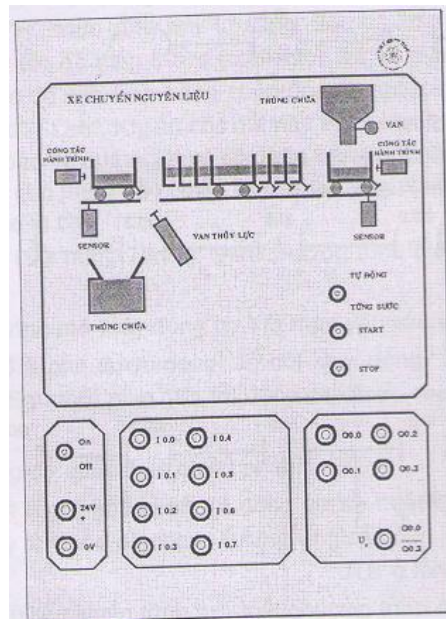 XE CHUYỂN NGUYÊN LIỆU
THÙNG CHỨA
VAN
CÔNG TẮC
HÀNH TRÌNH
CÔNG TẮC
HÀNH TRÌNH
SENSOR
VAN THỦY LỰC
SENSOR
THÙNG CHỨA
TỰ ĐỘNG
TỪNG BƯỚC
START
STOP
On
Off
24V
+
0V
I 0.0
I 0.4
I 0.1
I 0.5
I 0.2
I 0.6
I 0.3
I 0.7
Q0.0
Q0.2
Q0.1
Q0.3
Q0.0
Q0.3